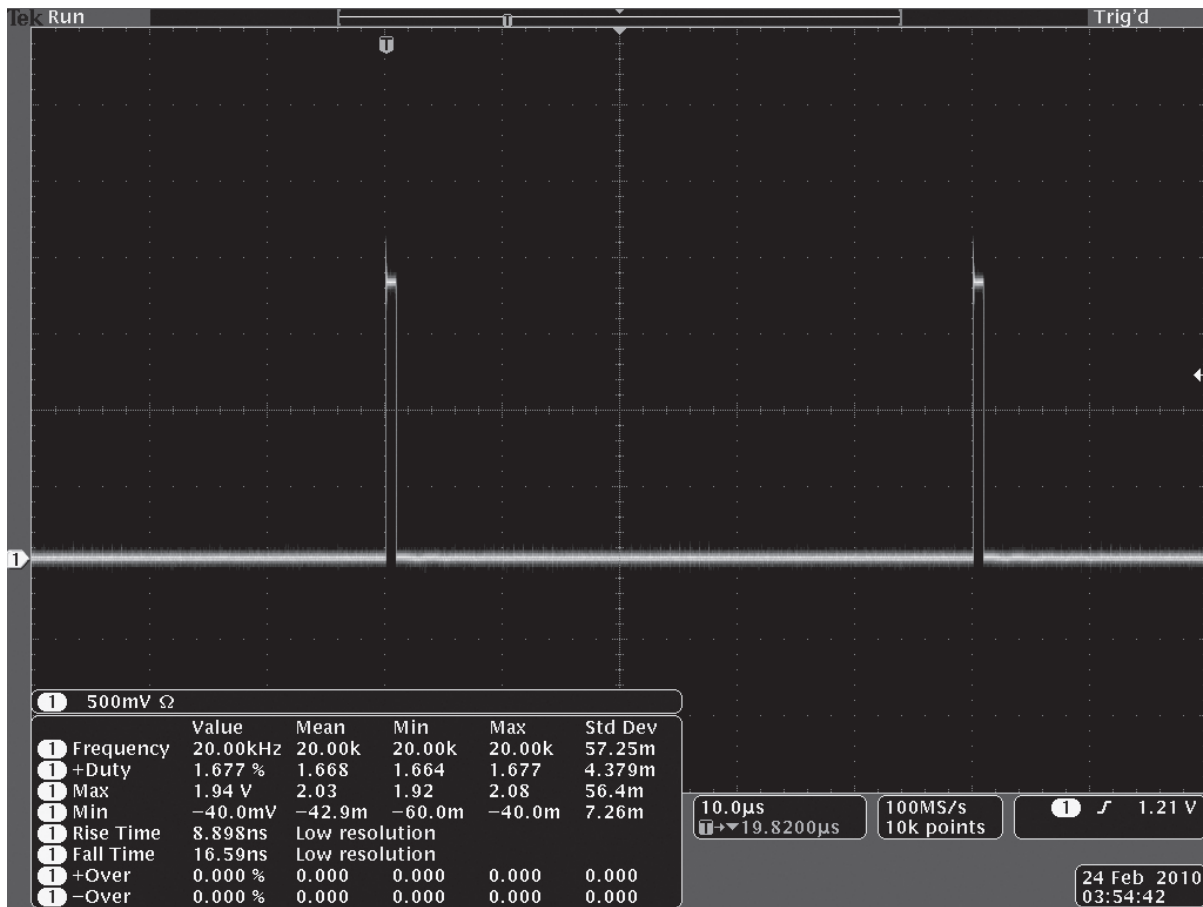 Tek Run Trig'd
T
T
1
1 500mV Ω
Value Mean Min Max Std Dev
1 Frequency 20.00kHz 20.00k 20.00k 20.00k 57.25m
1 +Duty 1.677 % 1.668 1.664 1.677 4.379m
1 Max 1.94 V 2.03 1.92 2.08 56.4m
1 Min −40.0mV −42.9m −60.0m −40.0m 7.26m
1 Rise Time 8.898ns Low resolution
1 Fall Time 16.59ns Low resolution
1 +Over 0.000 % 0.000 0.000 0.000 0.000
1 −Over 0.000 % 0.000 0.000 0.000 0.000
10.0µs
T→▼19.8200µs
100MS/s
10k points
1 ƒ 1.21 V
24 Feb 2010
03:54:42